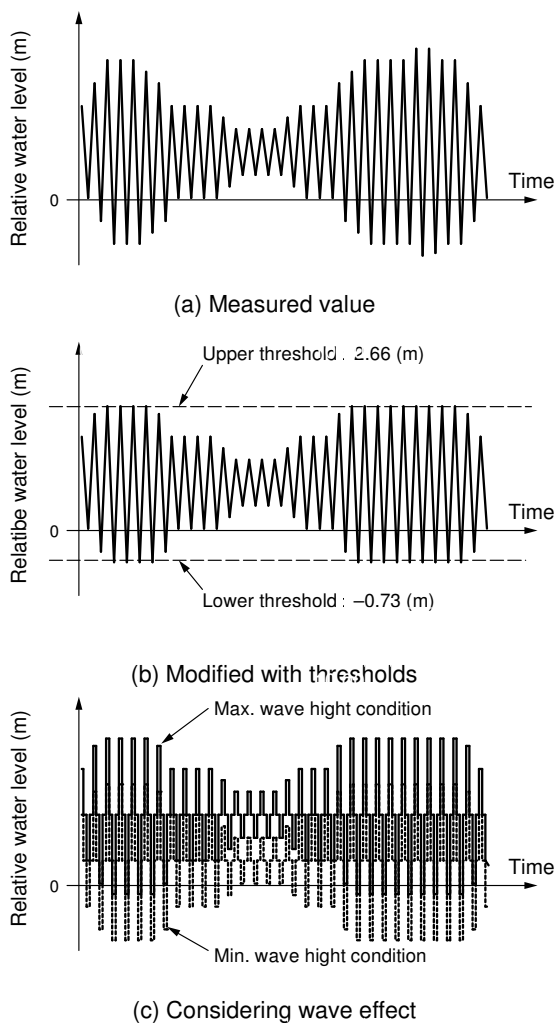 Relative water level (m)
0
Time
(a) Measured value
Relatibe water level (m)
Upper threshold : 2.66 (m)
0
Time
Lower threshold : –0.73 (m)
(b) Modified with thresholds
Relative water level (m)
Max. wave hight condition
0
Time
Min. wave hight condition
(c) Considering wave effect